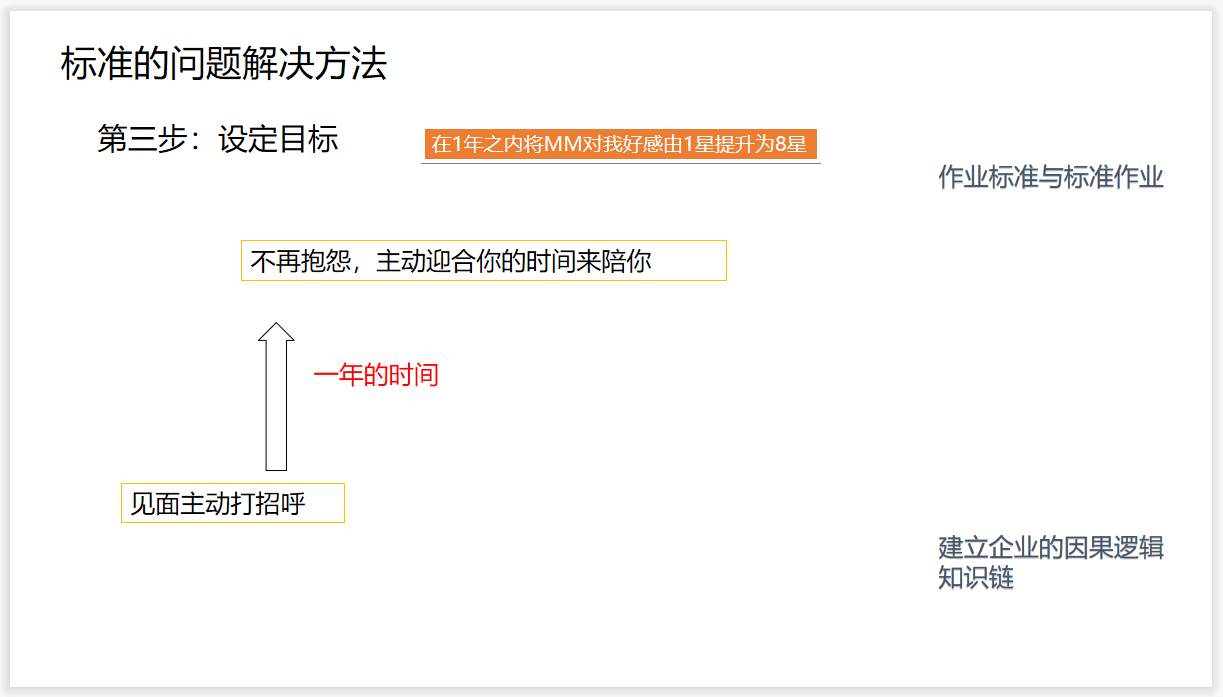 标准的问题解决方法
第三步：设定目标
在1年之内将MM对我好感由1星提升为8星
作业标准与标准作业
不再抱怨，主动迎合你的时间来陪你
一年的时间
见面主动打招呼
建立企业的因果逻辑
知识链